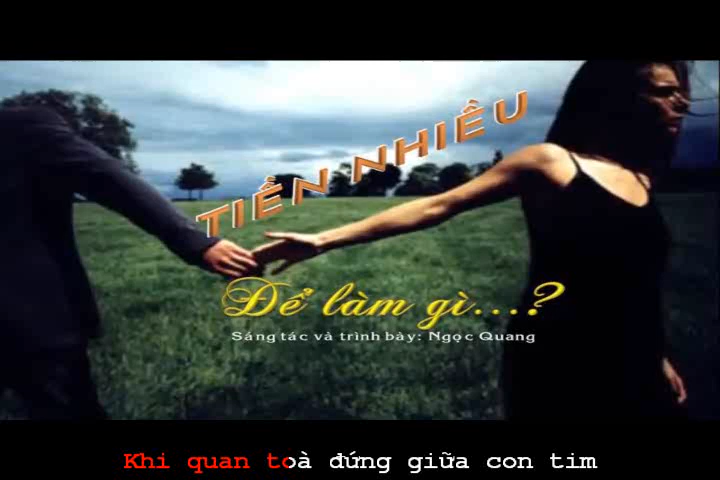 TIỀN NHIỀU
Để làm gì....?
Sáng tác và trình bày: Ngọc Quang
Khi quan toà đứng giữa con tim